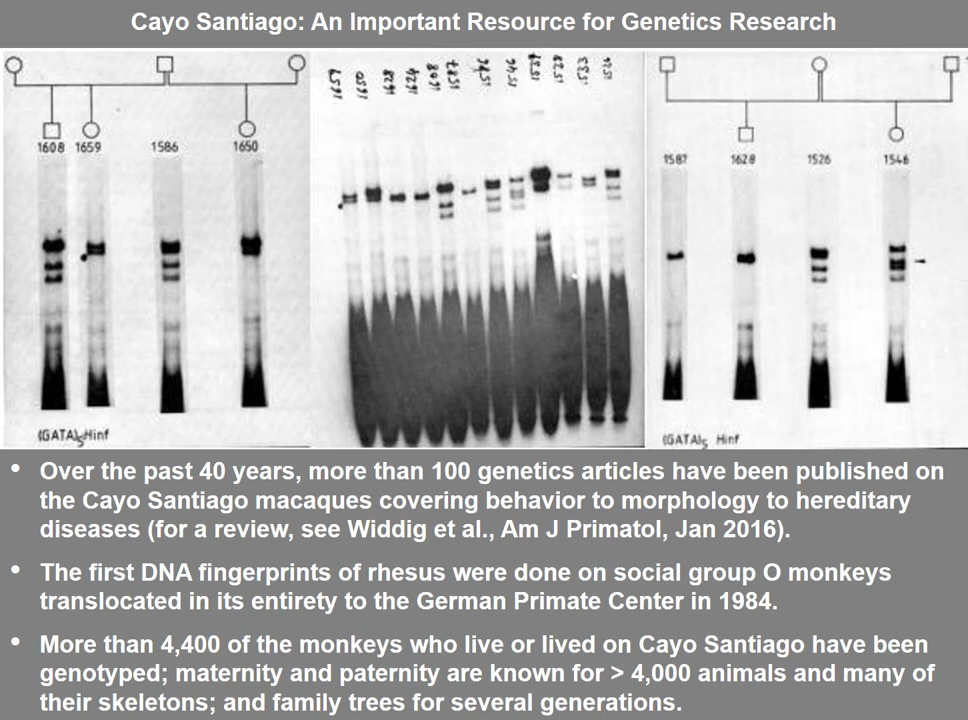 Cayo Santiago: An Important Resource for Genetics Research
1608 1659 1586 1650
(GATA)5 Hinf
1587 1628 1526 1546
(GATA)5 Hinf
• Over the past 40 years, more than 100 genetics articles have been published on
the Cayo Santiago macaques covering behavior to morphology to hereditary
diseases (for a review, see Widdig et al., Am J Primatol, Jan 2016).
• The first DNA fingerprints of rhesus were done on social group O monkeys
translocated in its entirety to the German Primate Center in 1984.
• More than 4,400 of the monkeys who live or lived on Cayo Santiago have been
genotyped; maternity and paternity are known for > 4,000 animals and many of
their skeletons; and family trees for several generations.